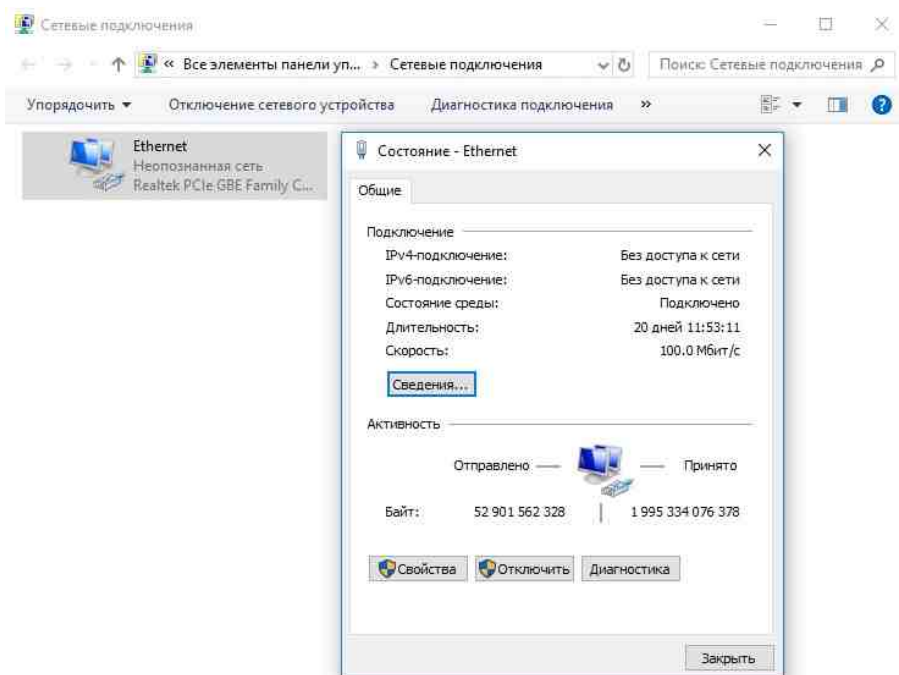 Сетевые подключения
« Все элементы панели уп... › Сетевые подключения
Поиск: Сетевые подключения
Упорядочить ▼ Отключение сетевого устройства Диагностика подключения »
Ethernet
Неопознанная сеть
Realtek PCIe GBE Family C...
Состояние - Ethernet
Общие
Подключение
IPv4-подключение: Без доступа к сети
IPv6-подключение: Без доступа к сети
Состояние среды: Подключено
Длительность: 20 дней 11:53:11
Скорость: 100.0 Мбит/с
Сведения...
Активность
Отправлено — — Принято
Байт: 52 901 562 328 | 1 995 334 076 378
Свойства Отключить Диагностика
Закрыть